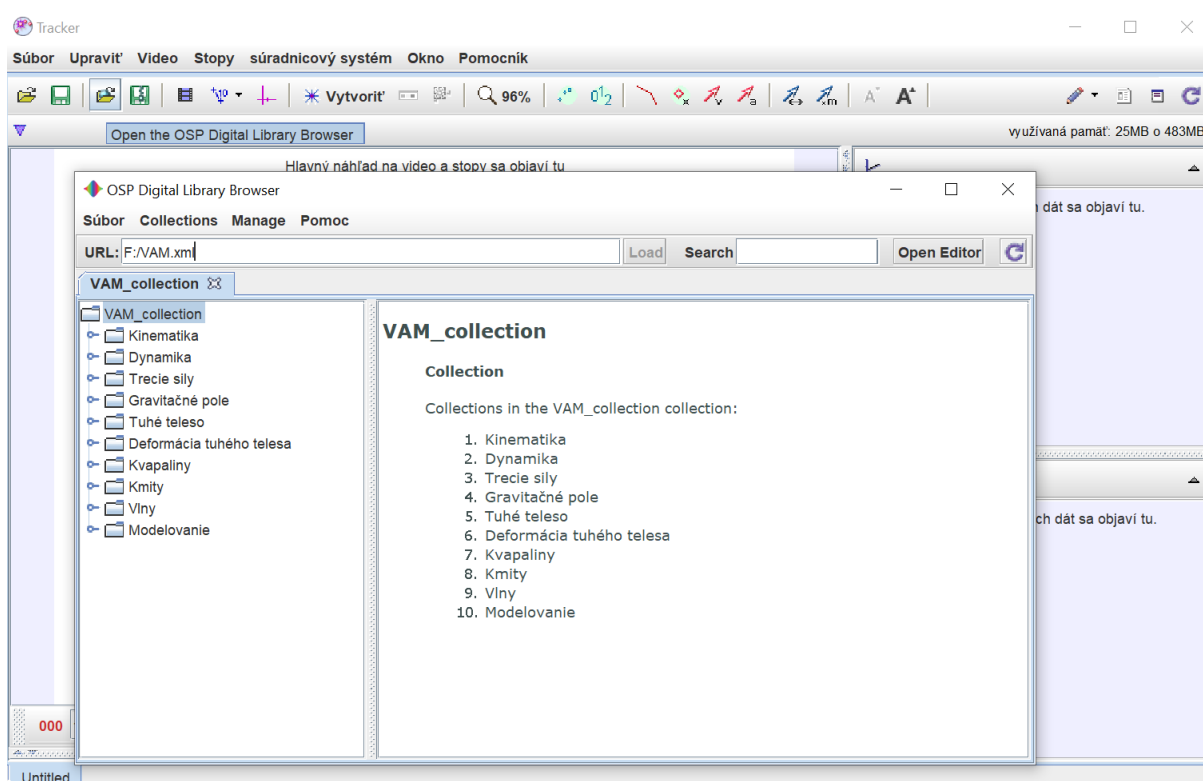 Tracker
Súbor Upraviť Video Stopy súradnicový systém Okno Pomocník
Vytvoriť 96%
Open the OSP Digital Library Browser
využívaná pamäť: 25MB o 483MB
Hlavný náhľad na video a stopy sa objaví tu
OSP Digital Library Browser
Súbor Collections Manage Pomoc
dát sa objaví tu.
URL: F:/VAM.xml Load Search Open Editor
VAM_collection
VAM_collection
Kinematika
Dynamika
Trecie sily
Gravitačné pole
Tuhé teleso
Deformácia tuhého telesa
Kvapaliny
Kmity
Vlny
Modelovanie
VAM_collection
Collection
Collections in the VAM_collection collection:
1. Kinematika
2. Dynamika
3. Trecie sily
4. Gravitačné pole
5. Tuhé teleso
6. Deformácia tuhého telesa
7. Kvapaliny
8. Kmity
9. Vlny
10. Modelovanie
ch dát sa objaví tu.
000
Untitled